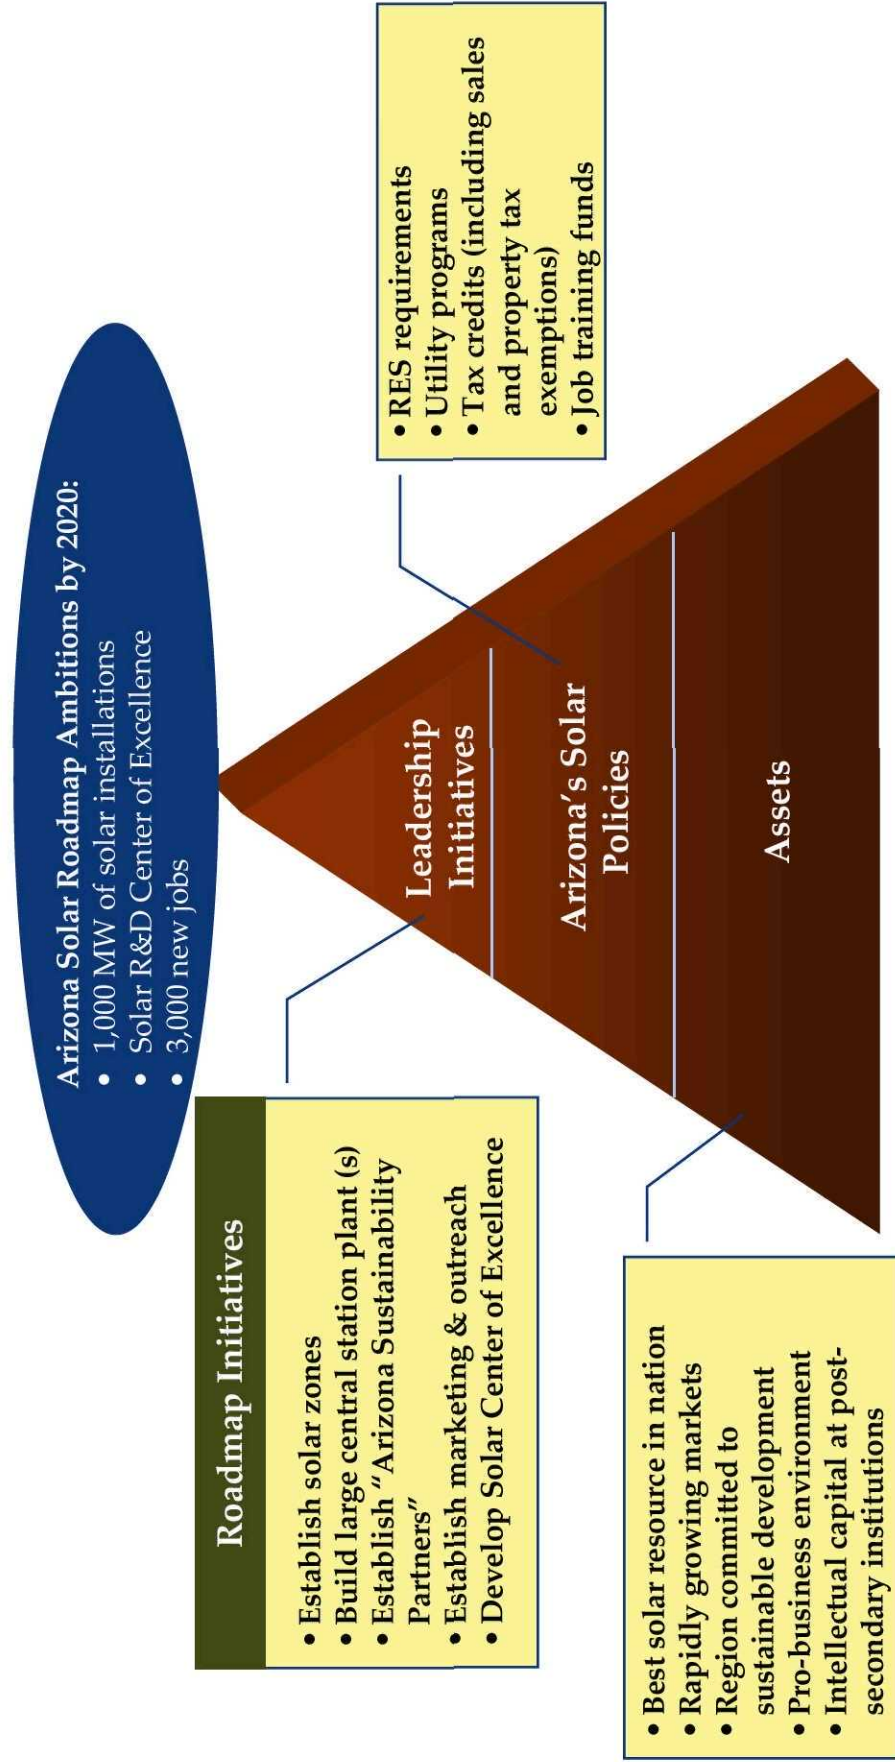 Arizona Solar Roadmap Ambitions by 2020:
• 1,000 MW of solar installations
• Solar R&D Center of Excellence
• 3,000 new jobs
Roadmap Initiatives
• Establish solar zones
• Build large central station plant (s)
• Establish “Arizona Sustainability
Partners”
• Establish marketing & outreach
• Develop Solar Center of Excellence
Leadership
Initiatives
• RES requirements
• Utility programs
• Tax credits (including sales
and property tax
exemptions)
• Job training funds
Arizona’s Solar
Policies
Assets
• Best solar resource in nation
• Rapidly growing markets
• Region committed to
sustainable development
• Pro-business environment
• Intellectual capital at post-
secondary institutions